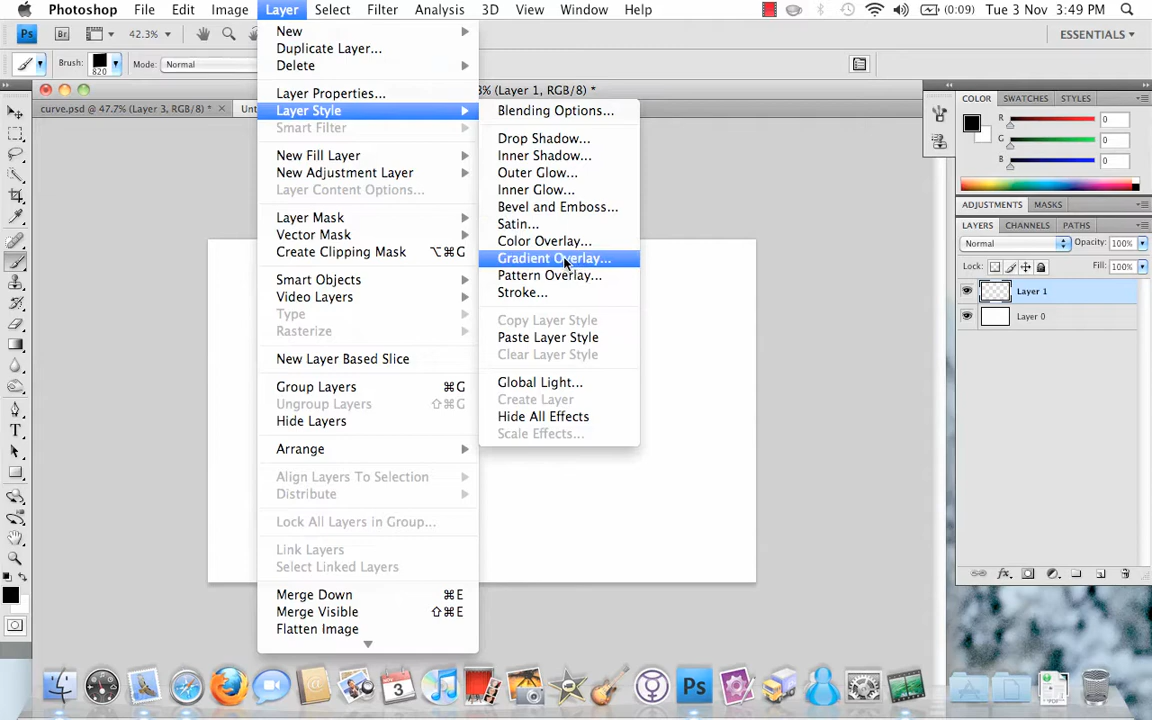 Photoshop File Edit Image Layer Select Filter Analysis 3D View Window Help (0:09) Tue 3 Nov 3:49 PM
Ps Br 42.3% ESSENTIALS
Brush: 820 Mode: Normal
curve.psd @ 47.7% (Layer 3, RGB/8) * Unt 3% (Layer 1, RGB/8) *
New
Duplicate Layer...
Delete
Layer Properties...
Layer Style
Smart Filter
New Fill Layer
New Adjustment Layer
Layer Content Options...
Layer Mask
Vector Mask
Create Clipping Mask ⌥⌘G
Smart Objects
Video Layers
Type
Rasterize
New Layer Based Slice
Group Layers ⌘G
Ungroup Layers ⇧⌘G
Hide Layers
Arrange
Align Layers To Selection
Distribute
Lock All Layers in Group...
Link Layers
Select Linked Layers
Merge Down ⌘E
Merge Visible ⇧⌘E
Flatten Image
Blending Options...
Drop Shadow...
Inner Shadow...
Outer Glow...
Inner Glow...
Bevel and Emboss...
Satin...
Color Overlay...
Gradient Overlay...
Pattern Overlay...
Stroke...
Copy Layer Style
Paste Layer Style
Clear Layer Style
Global Light...
Create Layer
Hide All Effects
Scale Effects...
COLOR SWATCHES STYLES
R 0
G 0
B 0
ADJUSTMENTS MASKS
LAYERS CHANNELS PATHS
Normal Opacity: 100%
Lock: Fill: 100%
Layer 1
Layer 0
T
NOV
3
Ps